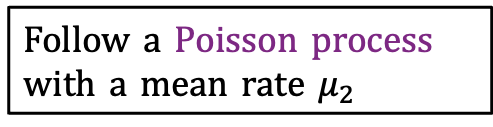 Follow a Poisson process
with a mean rate μ₂